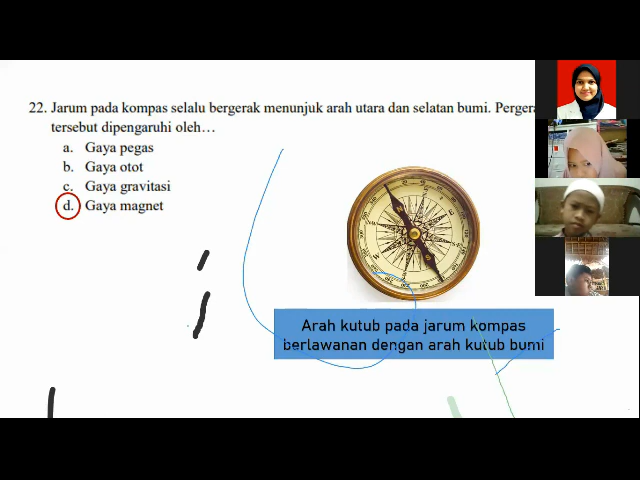 22. Jarum pada kompas selalu bergerak menunjuk arah utara dan selatan bumi.
tersebut dipengaruhi oleh…
a. Gaya pegas
b. Gaya otot
c. Gaya gravitasi
d. Gaya magnet
Arah kutub pada jarum kompas
berlawanan dengan arah kutub bumi